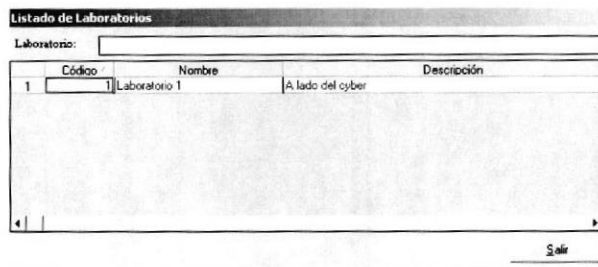 Listado de Laboratorios
Laboratorio:
Código Nombre Descripción
1 1 Laboratorio 1 A lado del cyber
Salir